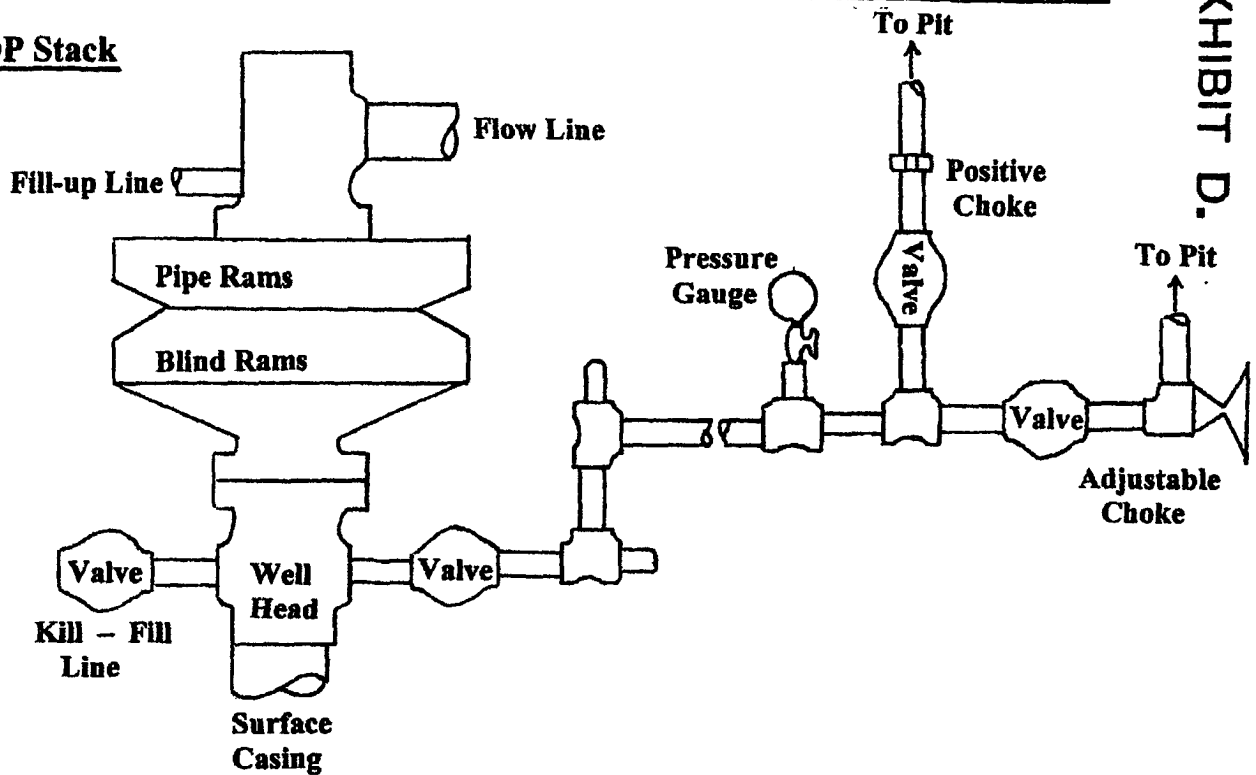 To Pit
Flow Line
Fill-up Line
Positive
Choke
Valve
Pressure
Gauge
To Pit
Pipe Rams
Blind Rams
Valve
Adjustable
Choke
Valve
Well
Head
Valve
Kill – Fill
Line
Surface
Casing
Stack
D.